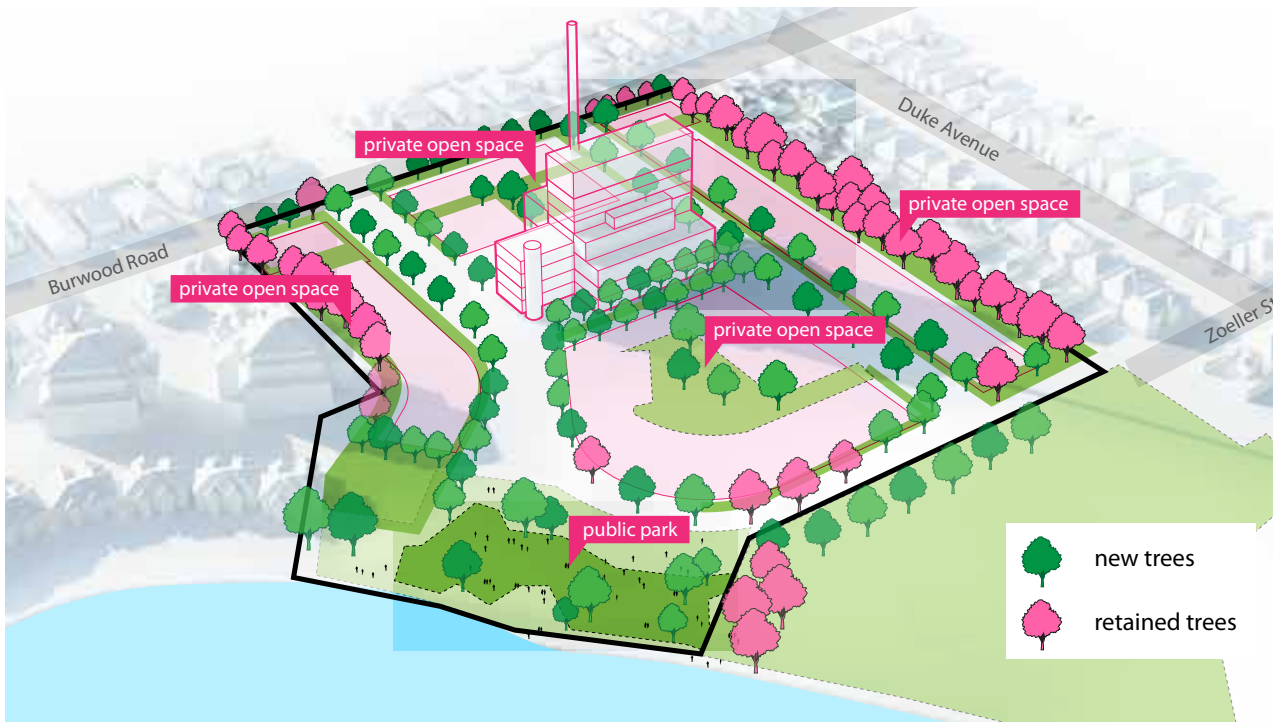 Duke Avenue
private open space
private open space
Burwood Road
private open space
Zoeller S
private open space
public park
new trees
retained trees